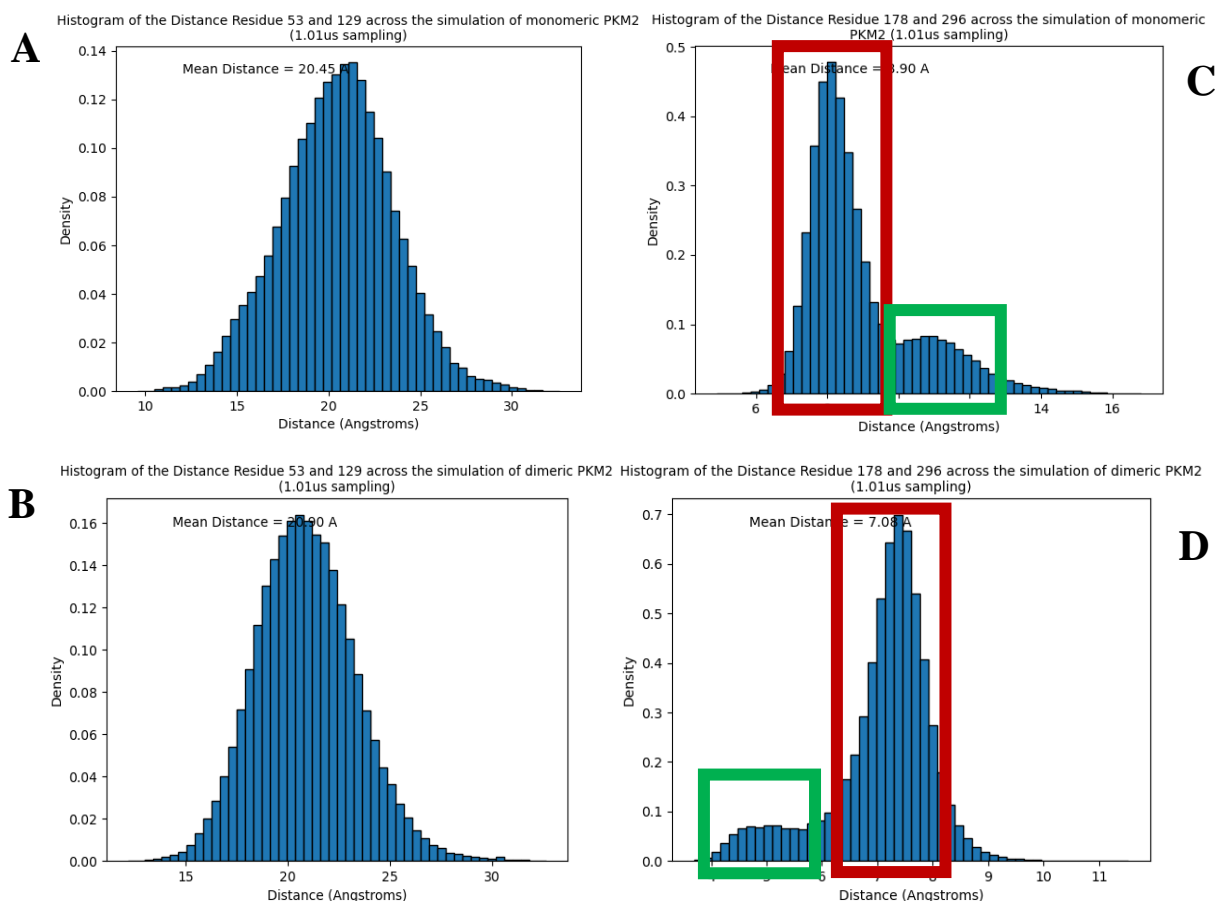 A
Histogram of the Distance Residue 53 and 129 across the simulation of monomeric PKM2
(1.01us sampling)
Mean Distance = 20.45 A
0.14
0.12
0.10
0.08
0.06
0.04
0.02
0.00
Density
10 15 20 25 30
Distance (Angstroms)
C
Histogram of the Distance Residue 178 and 296 across the simulation of monomeric
PKM2 (1.01us sampling)
Mean Distance = 8.90 A
0.5
0.4
0.3
0.2
0.1
0.0
Density
6 14 16
Distance (Angstroms)
B
Histogram of the Distance Residue 53 and 129 across the simulation of dimeric PKM2
(1.01us sampling)
Mean Distance = 20.90 A
0.16
0.14
0.12
0.10
0.08
0.06
0.04
0.02
0.00
Density
15 20 25 30
Distance (Angstroms)
D
Histogram of the Distance Residue 178 and 296 across the simulation of dimeric PKM2
(1.01us sampling)
Mean Distance = 7.08 A
0.7
0.6
0.5
0.4
0.3
0.2
0.1
0.0
Density
7 8 9 10 11
Distance (Angstroms)